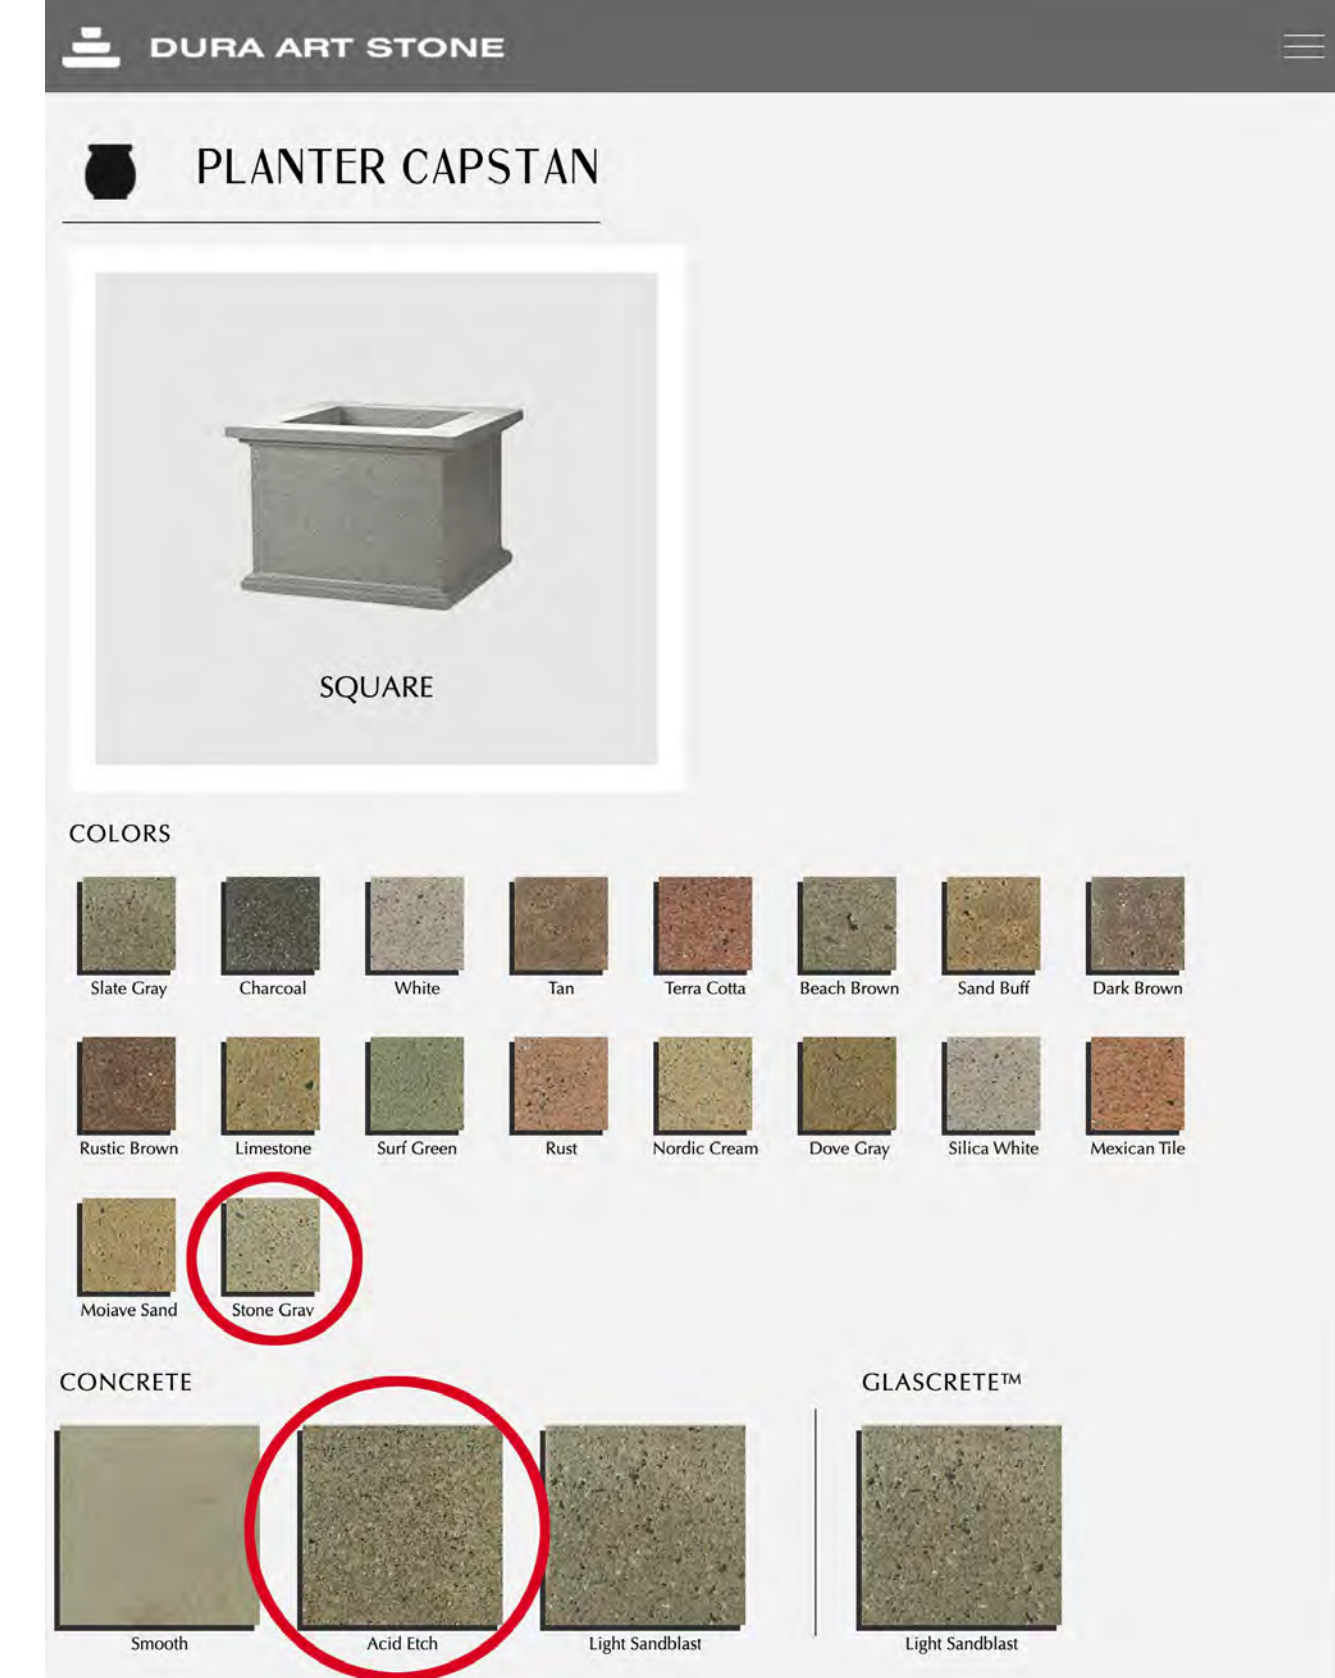 DURA ART STONE
PLANTER CAPSTAN
SQUARE
COLORS
Slate Gray Charcoal White Tan Terra Cotta Beach Brown Sand Buff Dark Brown
Rustic Brown Limestone Surf Green Rust Nordic Cream Dove Gray Silica White Mexican Tile
Mojave Sand Stone Gray
CONCRETE GLASCRETE™
Smooth Acid Etch Light Sandblast Light Sandblast